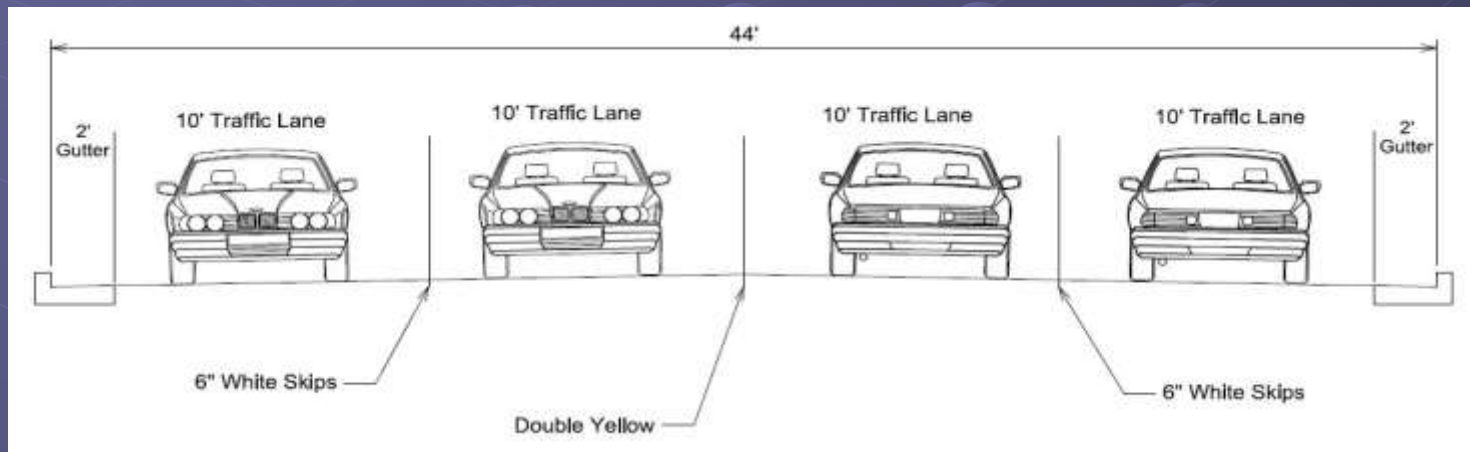 44'
2'
Gutter
10' Traffic Lane
10' Traffic Lane
10' Traffic Lane
10' Traffic Lane
2'
Gutter
6" White Skips
Double Yellow
6" White Skips